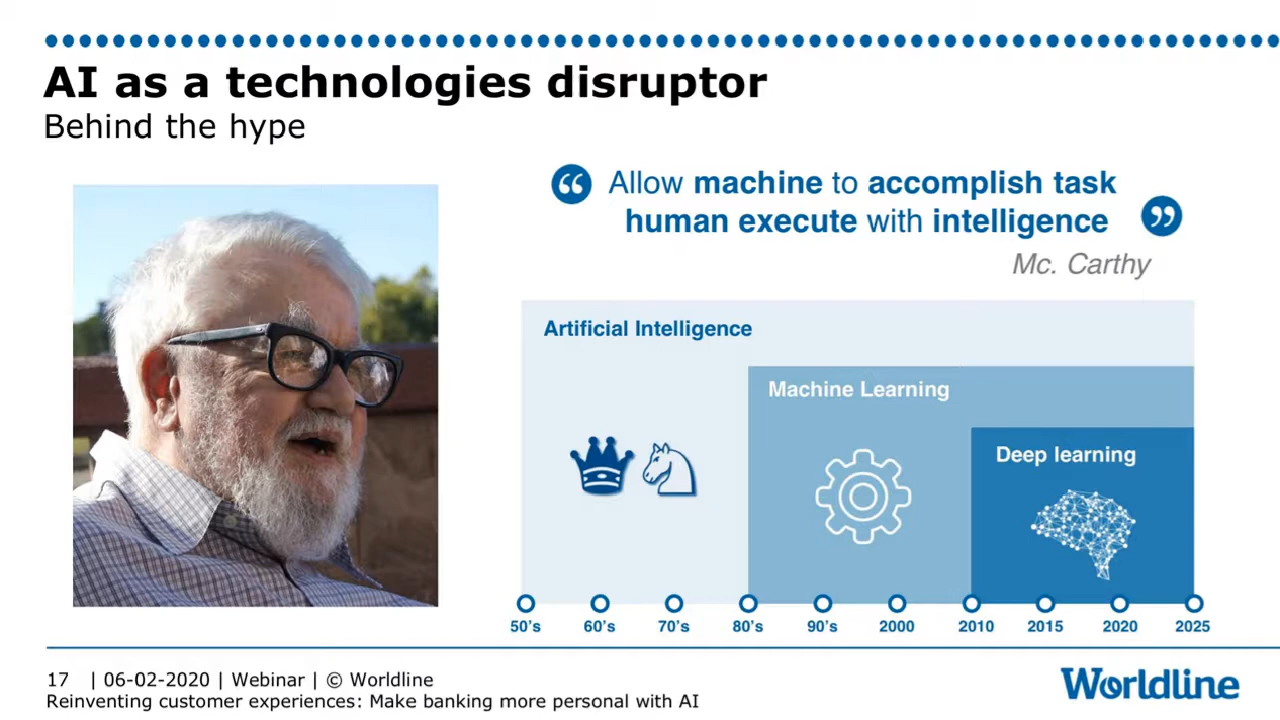 AI as a technologies disruptor
Behind the hype
“ Allow machine to accomplish task
human execute with intelligence ”
Mc. Carthy
Artificial Intelligence
Machine Learning
Deep learning
50's 60's 70's 80's 90's 2000 2010 2015 2020 2025
17 | 06-02-2020 | Webinar | © Worldline
Reinventing customer experiences: Make banking more personal with AI
Worldline